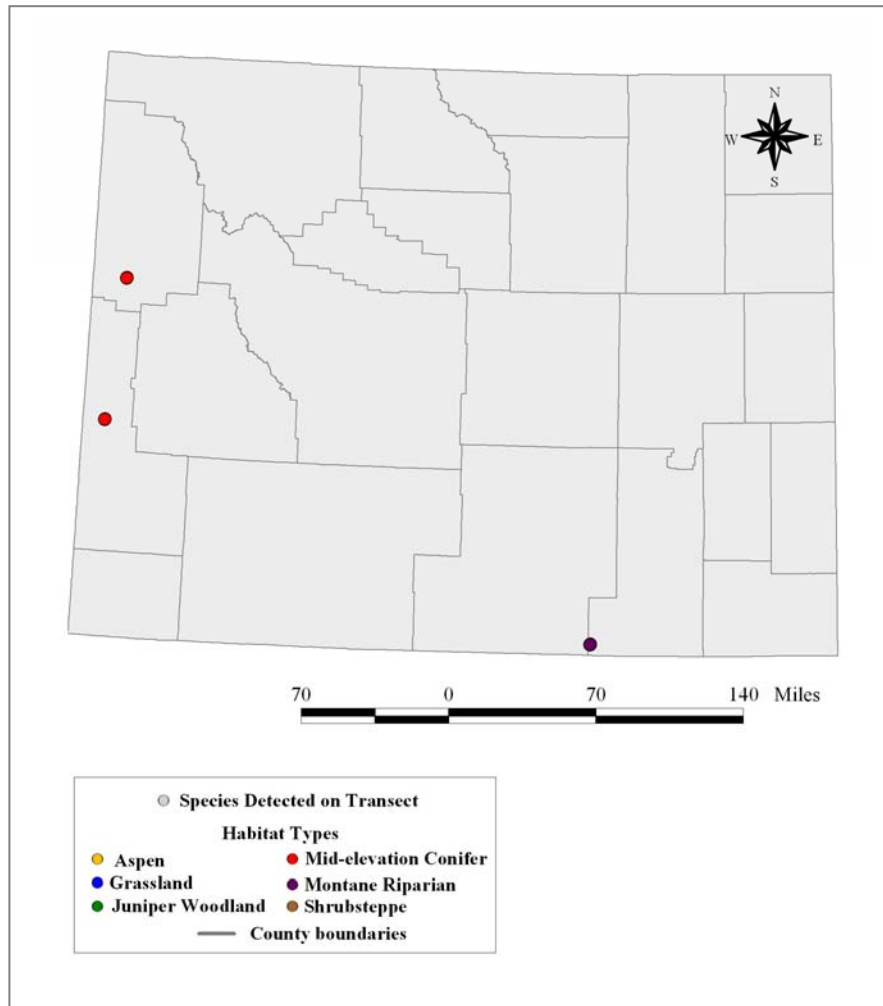 N
W E
S
70 0 70 140 Miles
Species Detected on Transect
Habitat Types
Aspen Mid-elevation Conifer
Grassland Montane Riparian
Juniper Woodland Shrubsteppe
County boundaries